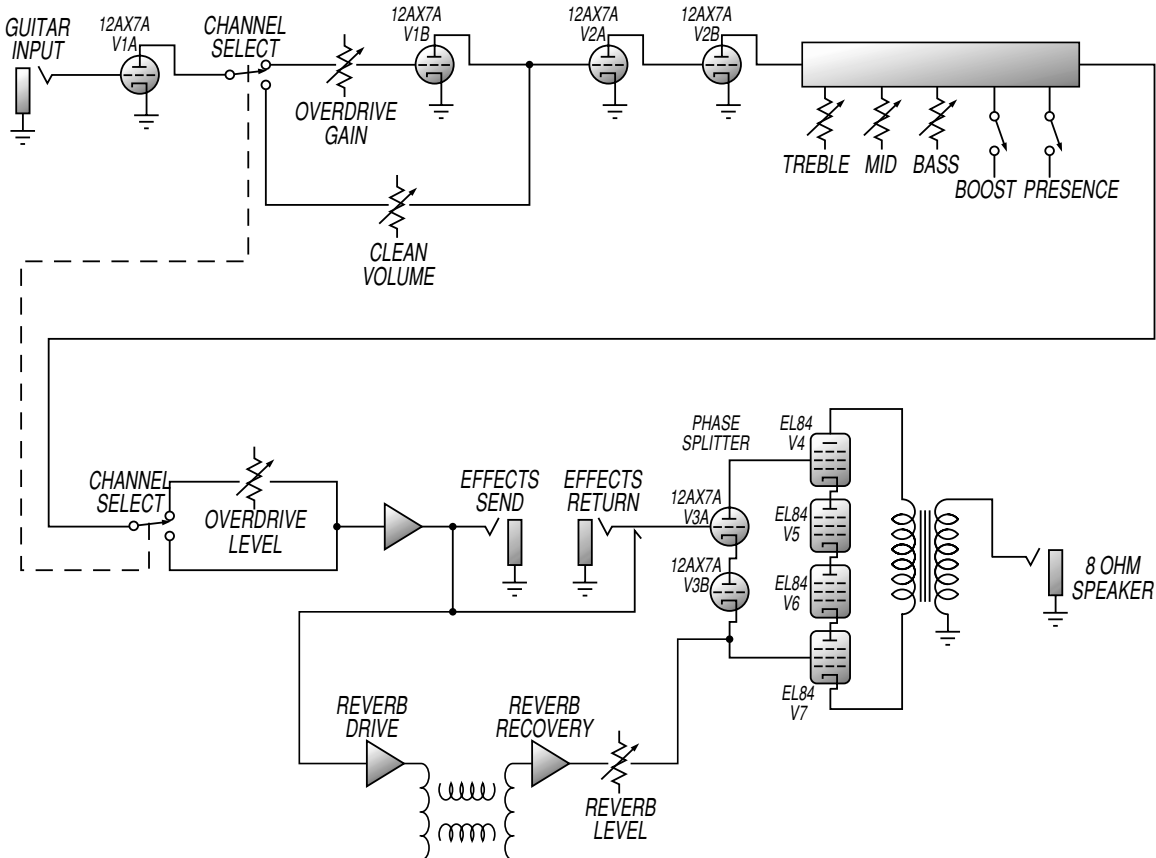 GUITAR
INPUT
12AX7A
V1A
CHANNEL
SELECT
OVERDRIVE
GAIN
12AX7A
V1B
CLEAN
VOLUME
12AX7A
V2A
12AX7A
V2B
TREBLE
MID
BASS
BOOST
PRESENCE
CHANNEL
SELECT
OVERDRIVE
LEVEL
EFFECTS
SEND
EFFECTS
RETURN
PHASE
SPLITTER
12AX7A
V3A
12AX7A
V3B
EL84
V4
EL84
V5
EL84
V6
EL84
V7
8 OHM
SPEAKER
REVERB
DRIVE
REVERB
RECOVERY
REVERB
LEVEL